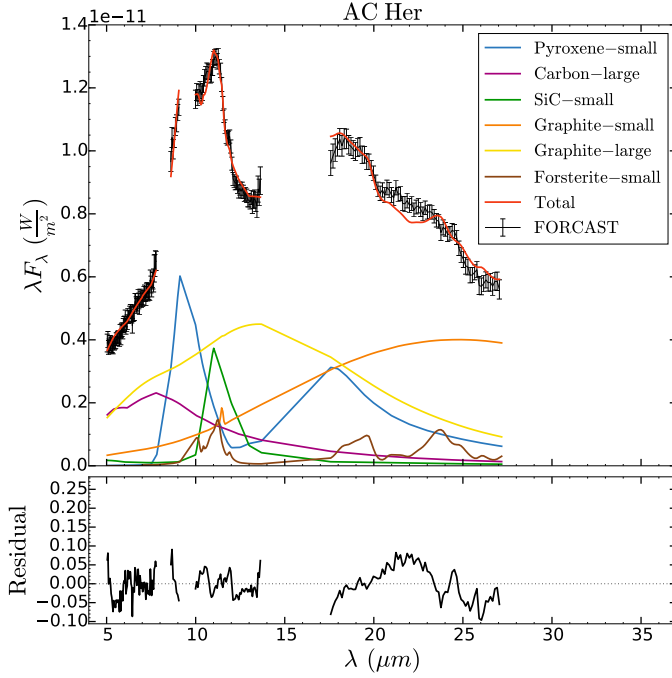 AC Her
1.4e−11
1.2
1.0
0.8
0.6
0.4
0.2
0.0
λF_λ (W/m²)
Pyroxene−small
Carbon−large
SiC−small
Graphite−small
Graphite−large
Forsterite−small
Total
FORCAST
0.25
0.20
0.15
0.10
0.05
0.00
−0.05
−0.10
Residual
5 10 15 20 25 30 35
λ (μm)